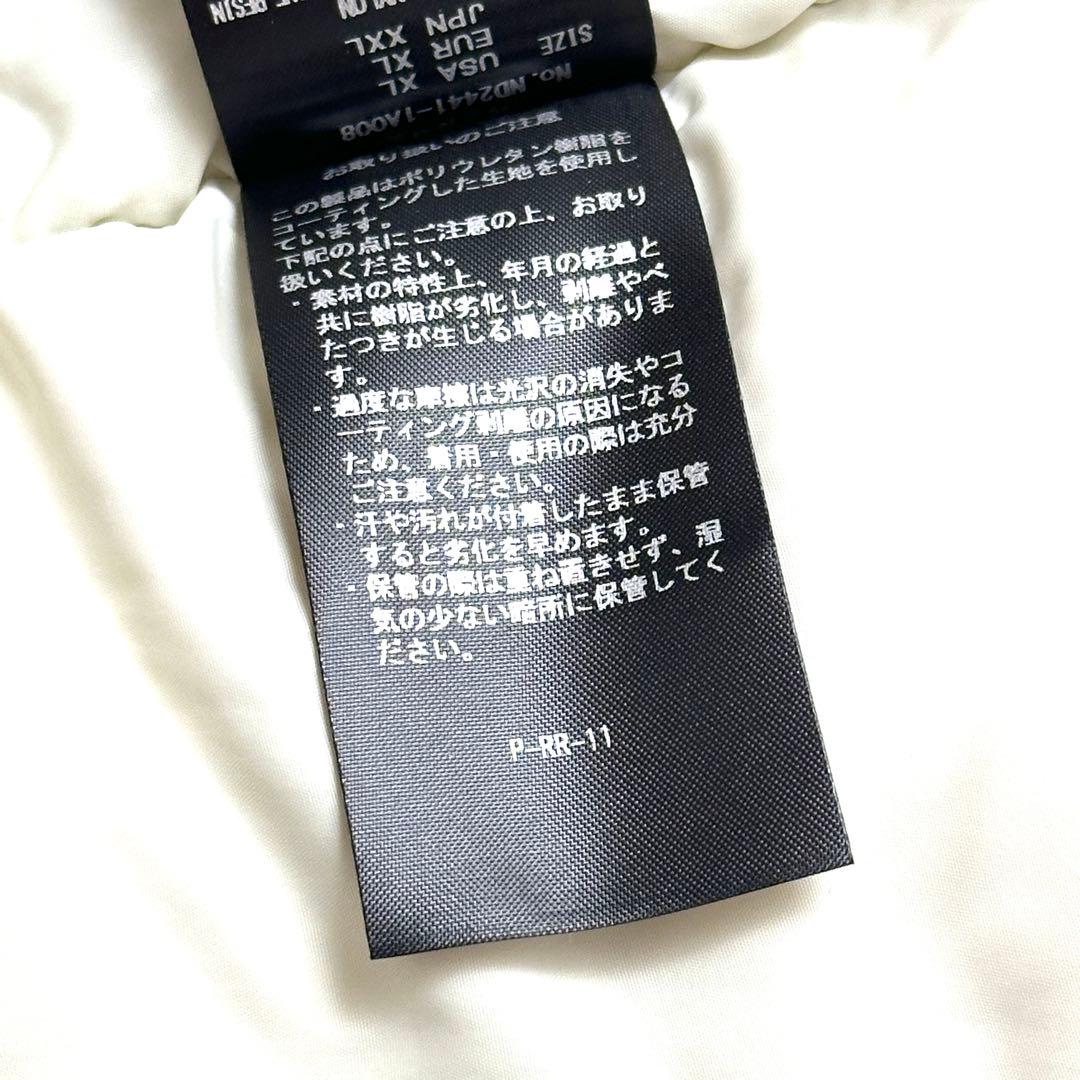 No. ND2441-1A008
SIZE
USA XL
EUR XL
JPN XXL
お取り扱いのご注意
この製品はポリウレタン樹脂を
コーティングした生地を使用し
ています。
下記の点にご注意の上、お取り
扱いください。
・素材の特性上、年月の経過と
共に樹脂が劣化し、剥離やベ
たつきが生じる場合がありま
す。
・過度な摩擦は光沢の消失やコ
ーティング剥離の原因になる
ため、着用・使用の際は充分
ご注意ください。
・汗や汚れが付着したまま保管
すると劣化を早めます。
・保管の際は重ね置きせず、湿
気の少ない暗所に保管してく
ださい。
P-RR-11